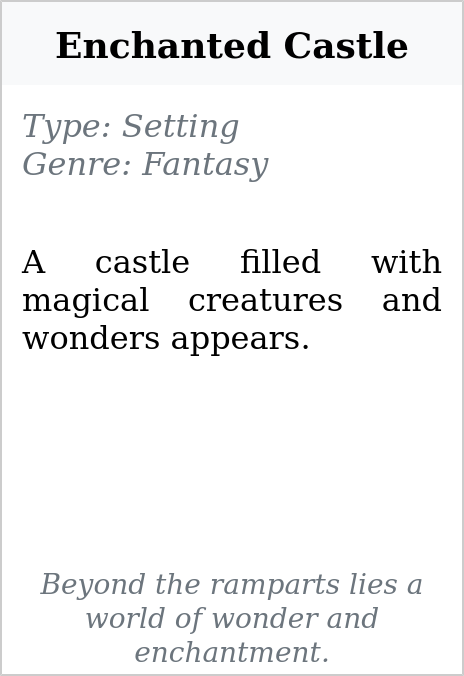 Enchanted Castle
Type: Setting
Genre: Fantasy
A castle filled with
magical creatures and
wonders appears.
Beyond the ramparts lies a
world of wonder and
enchantment.